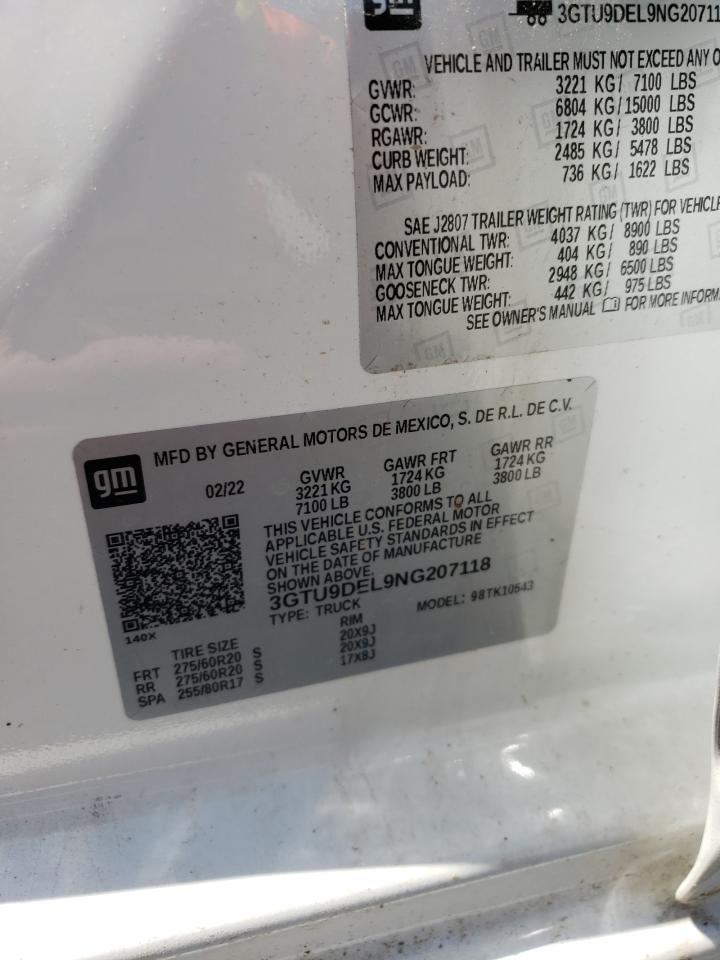 gm
3GTU9DEL9NG20711
VEHICLE AND TRAILER MUST NOT EXCEED ANY O
GVWR: 3221 KG/ 7100 LBS
GCWR: 6804 KG/15000 LBS
RGAWR: 1724 KG/ 3800 LBS
CURB WEIGHT: 2485 KG/ 5478 LBS
MAX PAYLOAD: 736 KG/ 1622 LBS
SAE J2807 TRAILER WEIGHT RATING (TWR) FOR VEHICLE
CONVENTIONAL TWR: 4037 KG/ 8900 LBS
MAX TONGUE WEIGHT: 404 KG/ 890 LBS
GOOSENECK TWR: 2948 KG/ 6500 LBS
MAX TONGUE WEIGHT: 442 KG/ 975 LBS
SEE OWNER'S MANUAL FOR MORE INFORM
gm
MFD BY GENERAL MOTORS DE MEXICO, S. DE R.L. DE C.V.
02/22 GVWR GAWR FRT GAWR RR
3221 KG 1724 KG 1724 KG
7100 LB 3800 LB 3800 LB
THIS VEHICLE CONFORMS TO ALL
APPLICABLE U.S. FEDERAL MOTOR
VEHICLE SAFETY STANDARDS IN EFFECT
ON THE DATE OF MANUFACTURE
SHOWN ABOVE.
3GTU9DEL9NG207118
TYPE: TRUCK MODEL: 98TK10543
140X
TIRE SIZE RIM
FRT 275/60R20 S 20X9J
RR 275/60R20 S 20X9J
SPA 255/80R17 S 17X8J